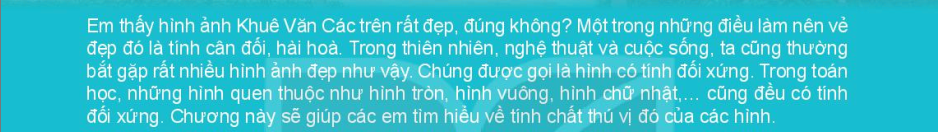 Em thấy hình ảnh Khuê Văn Các trên rất đẹp, đúng không? Một trong những điều làm nên vẻ
đẹp đó là tính cân đối, hài hoà. Trong thiên nhiên, nghệ thuật và cuộc sống, ta cũng thường
bắt gặp rất nhiều hình ảnh đẹp như vậy. Chúng được gọi là hình có tính đối xứng. Trong toán
học, những hình quen thuộc như hình tròn, hình vuông, hình chữ nhật,... cũng đều có tính
đối xứng. Chương này sẽ giúp các em tìm hiểu về tính chất thú vị đó của các hình.